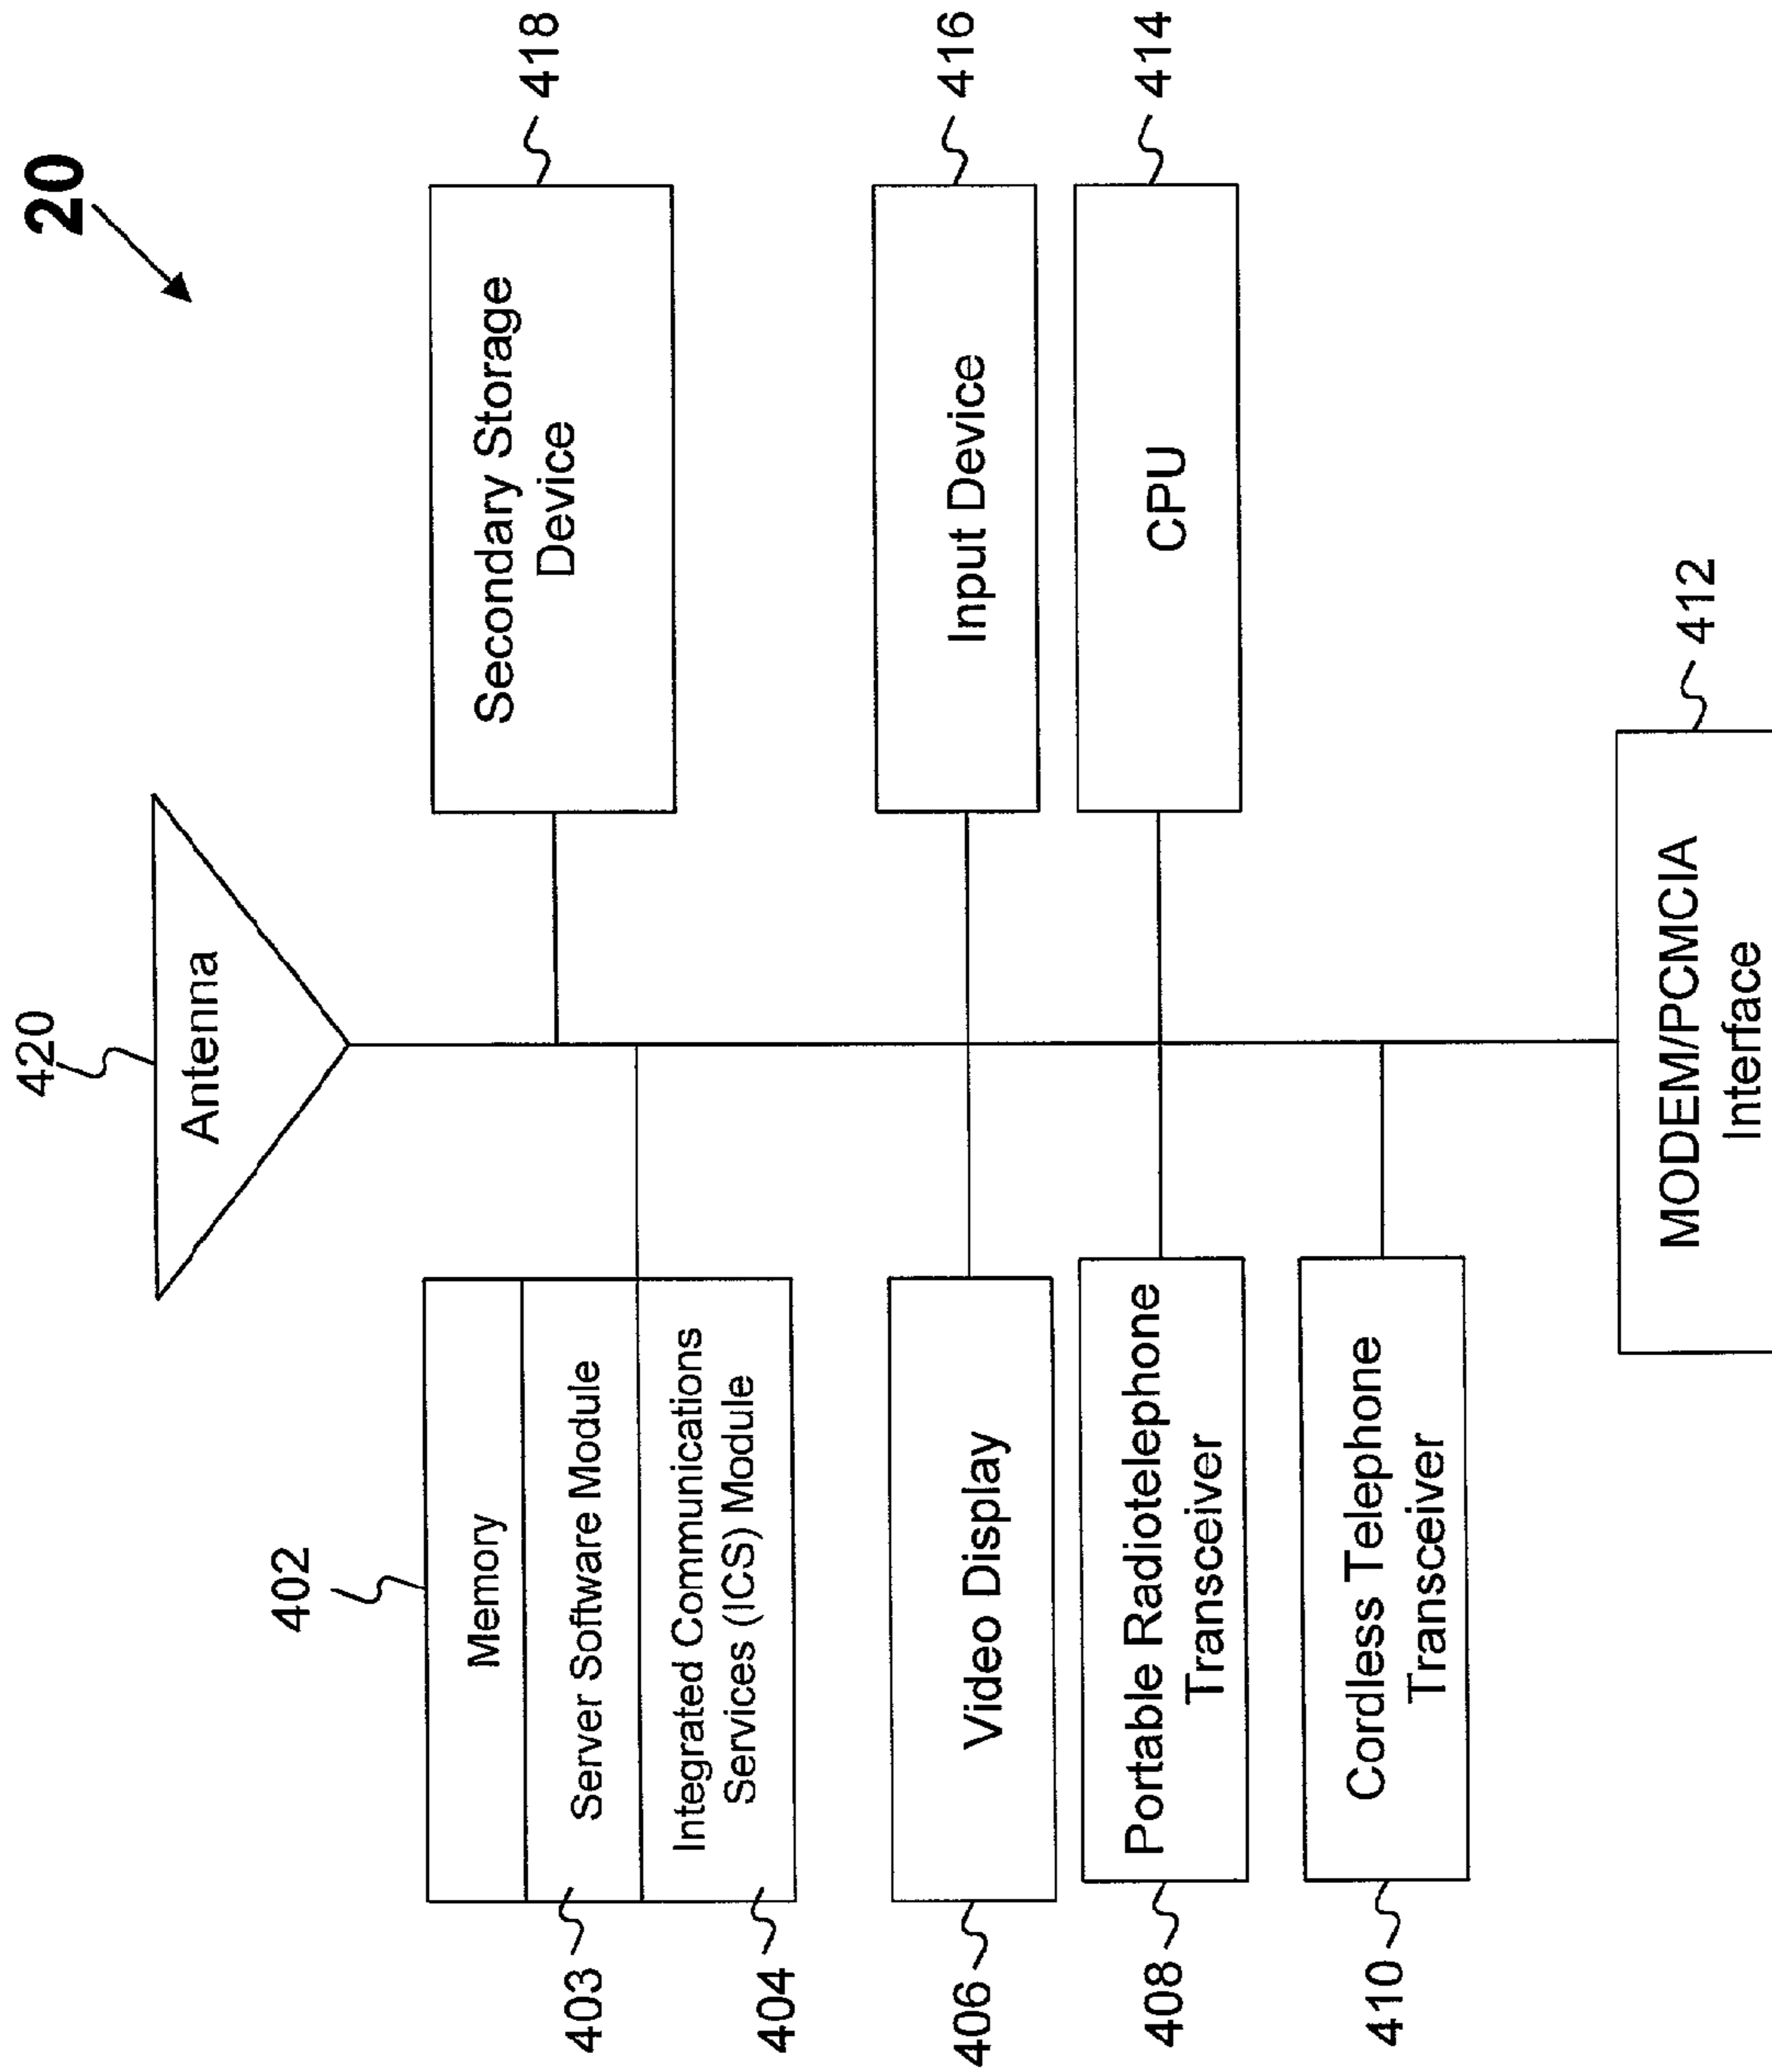 20
420
Antenna
402
Memory
403
Server Software Module
404
Integrated Communications
Services (ICS) Module
418
Secondary Storage
Device
406
Video Display
416
Input Device
408
Portable Radiotelephone
Transceiver
414
CPU
410
Cordless Telephone
Transceiver
412
MODEM/PCMCIA
Interface